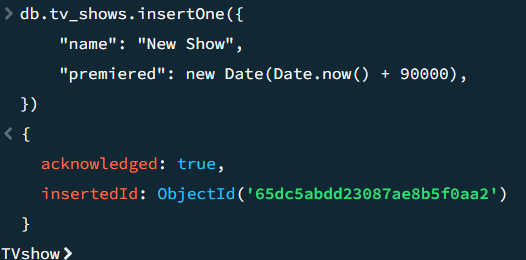 > db.tv_shows.insertOne({
    "name": "New Show",
    "premiered": new Date(Date.now() + 90000),
})
< {
  acknowledged: true,
  insertedId: ObjectId('65dc5abdd23087ae8b5f0aa2')
}
TVshow>